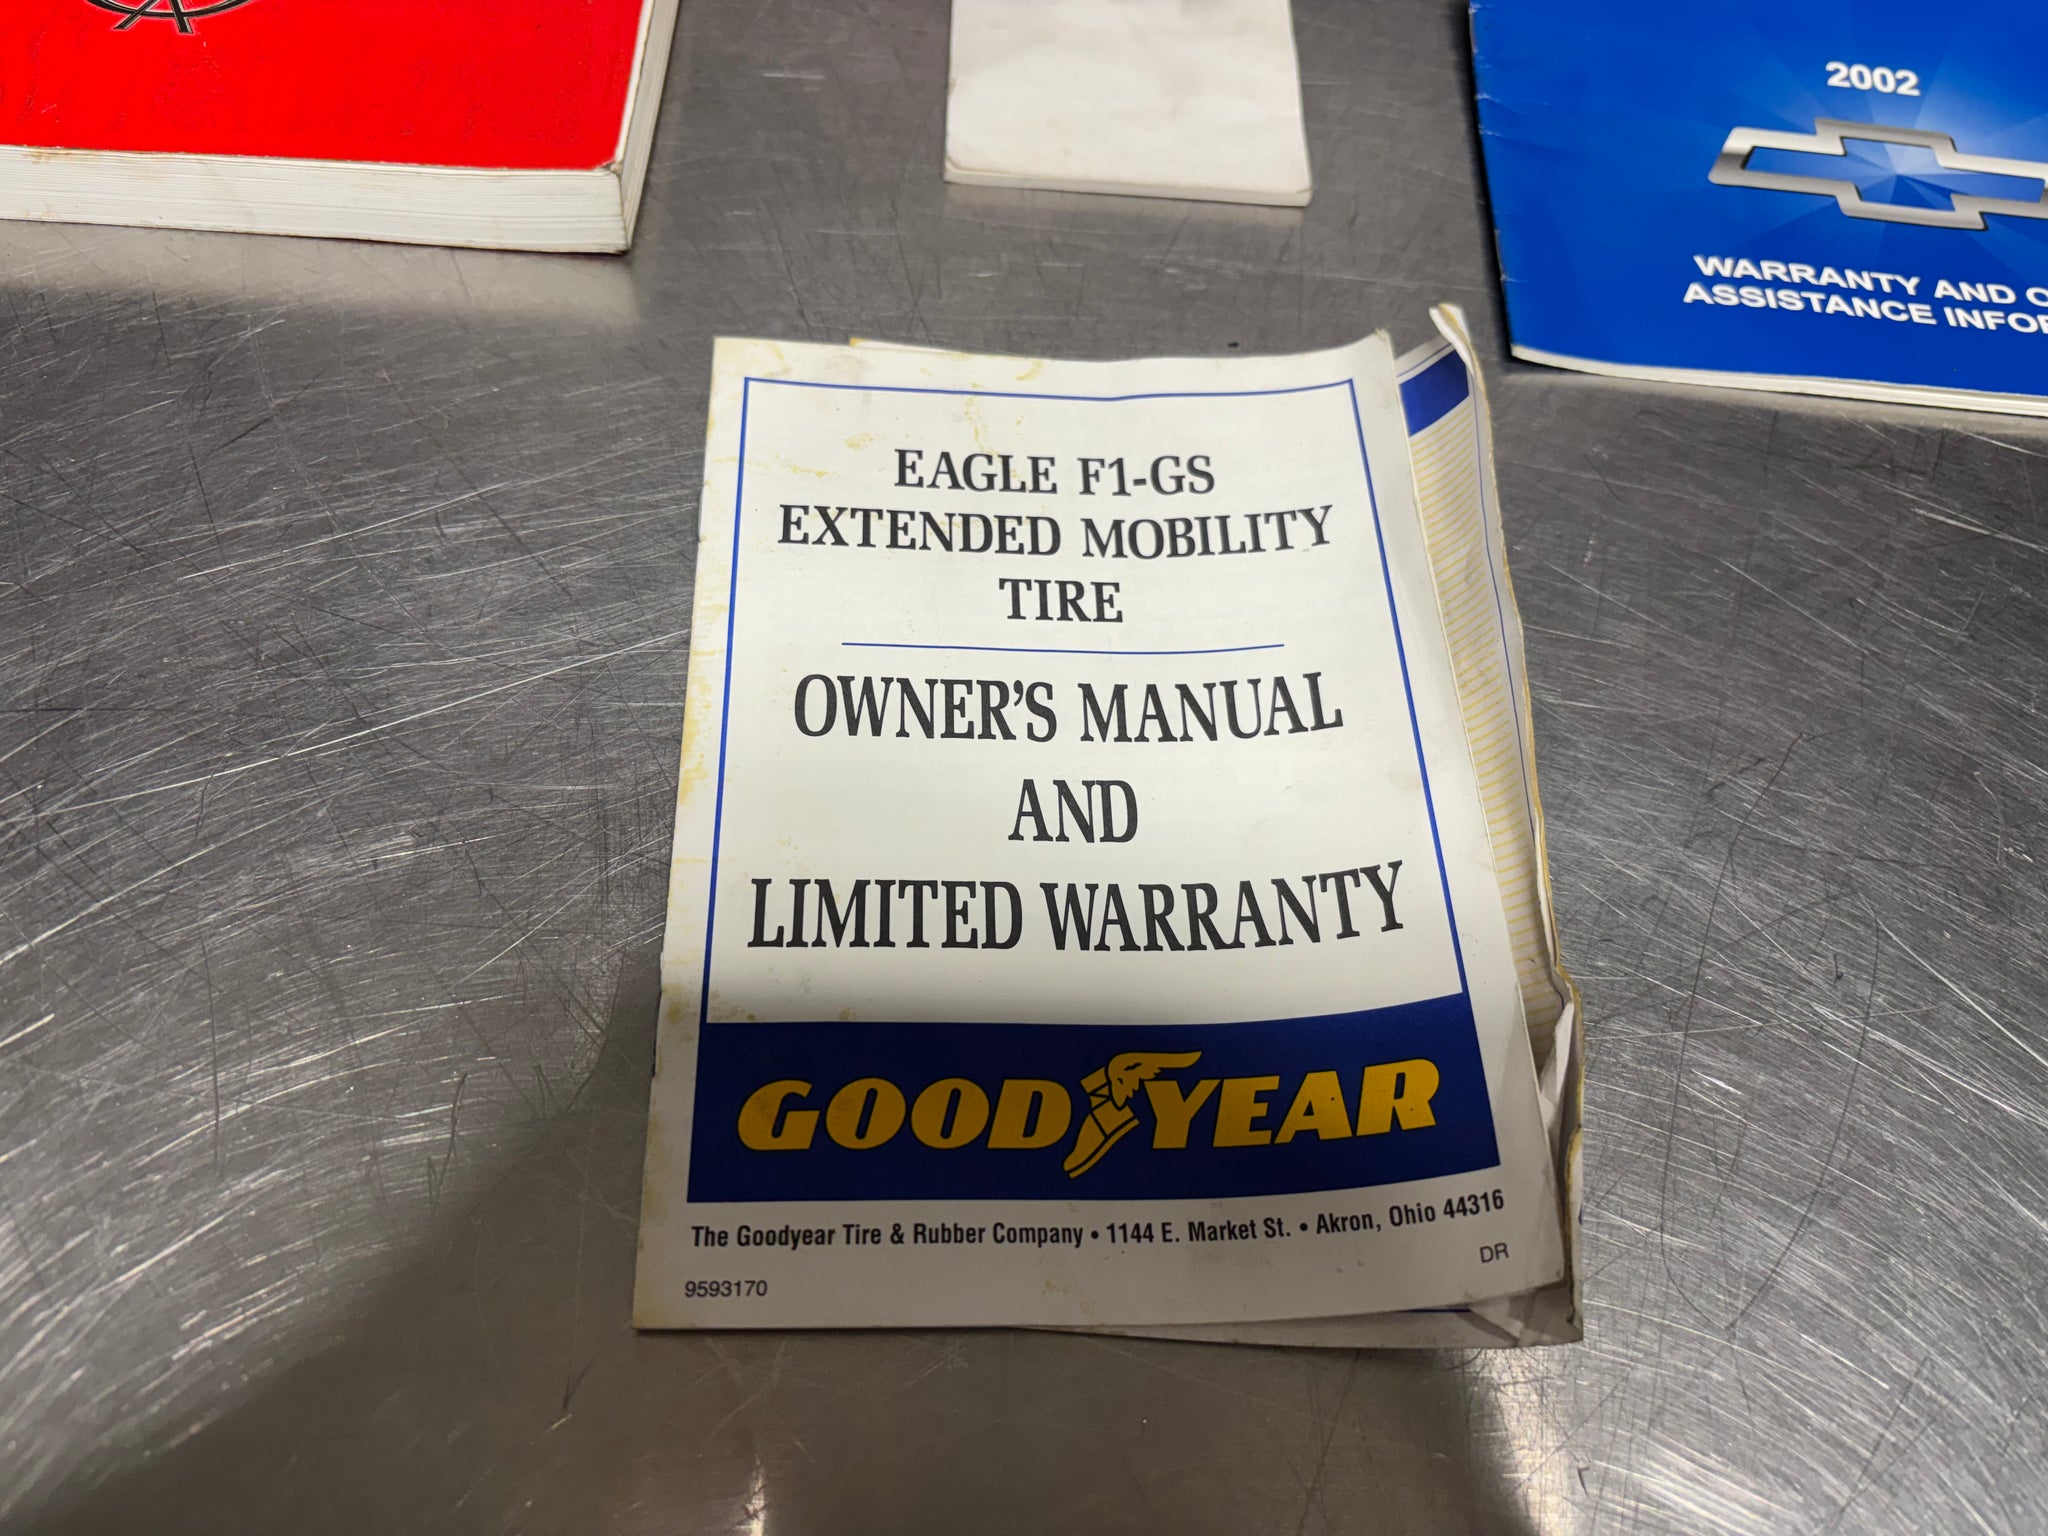 2002
WARRANTY AND
ASSISTANCE
EAGLE F1-GS
EXTENDED MOBILITY
TIRE
OWNER'S MANUAL
AND
LIMITED WARRANTY
GOODYEAR
The Goodyear Tire & Rubber Company • 1144 E. Market St. • Akron, Ohio 44316
DR
9593170